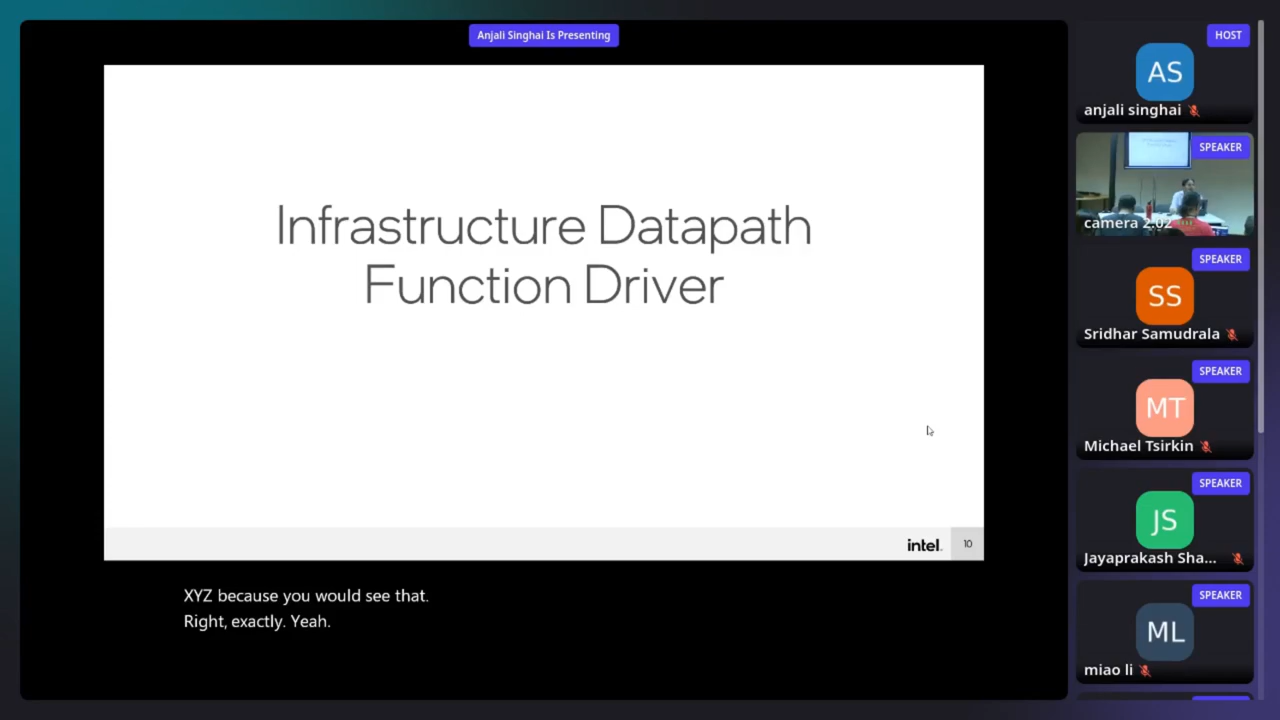 Anjali Singhai Is Presenting
Infrastructure Datapath
Function Driver
intel.
10
XYZ because you would see that.
Right, exactly. Yeah.
HOST
AS
anjali singhai
SPEAKER
camera 2.02
SPEAKER
SS
Sridhar Samudrala
SPEAKER
MT
Michael Tsirkin
SPEAKER
JS
Jayaprakash Sha...
SPEAKER
ML
miao li